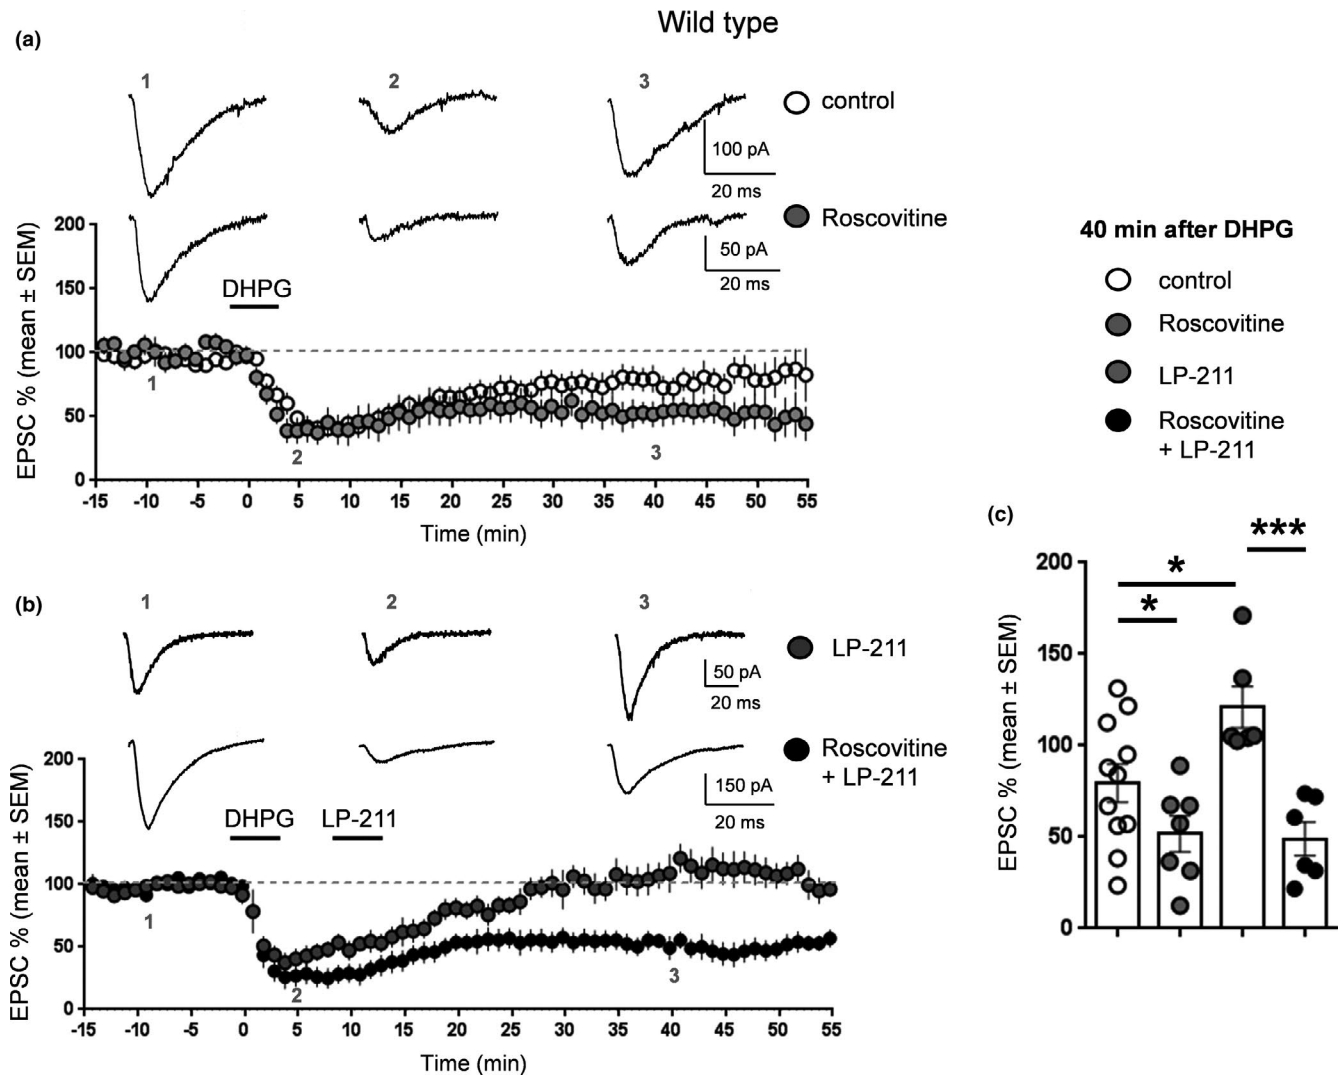 Wild type
(a)
1
2
3
control
100 pA
20 ms
Roscovitine
50 pA
20 ms
DHPG
EPSC % (mean ± SEM)
200
150
100
50
0
1
2
3
-15 -10 -5 0 5 10 15 20 25 30 35 40 45 50 55
Time (min)
40 min after DHPG
control
Roscovitine
LP-211
Roscovitine
+ LP-211
(b)
1
2
3
LP-211
50 pA
20 ms
Roscovitine
+ LP-211
150 pA
20 ms
DHPG
LP-211
EPSC % (mean ± SEM)
200
150
100
50
0
1
2
3
-15 -10 -5 0 5 10 15 20 25 30 35 40 45 50 55
Time (min)
(c)
EPSC % (mean ± SEM)
200
150
100
50
0
*
*
***